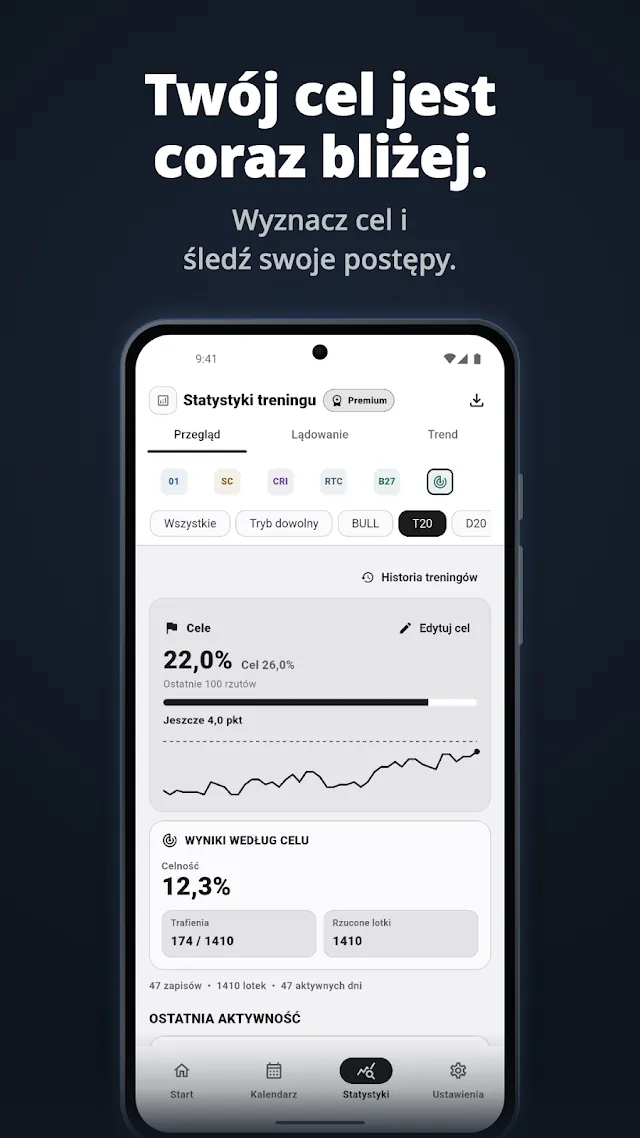 Twój cel jest
coraz bliżej.
Wyznacz cel i
śledź swoje postępy.
9:41
Statystyki treningu Premium
Przegląd Lądowanie Trend
01 SC CRI RTC B27
Wszystkie Tryb dowolny BULL T20 D20
Historia treningów
Cele Edytuj cel
22,0% Cel 26,0%
Ostatnie 100 rzutów
Jeszcze 4,0 pkt
WYNIKI WEDŁUG CELU
Celność
12,3%
Trafienia Rzucone lotki
174 / 1410 1410
47 zapisów • 1410 lotek • 47 aktywnych dni
OSTATNIA AKTYWNOŚĆ
Start Kalendarz Statystyki Ustawienia